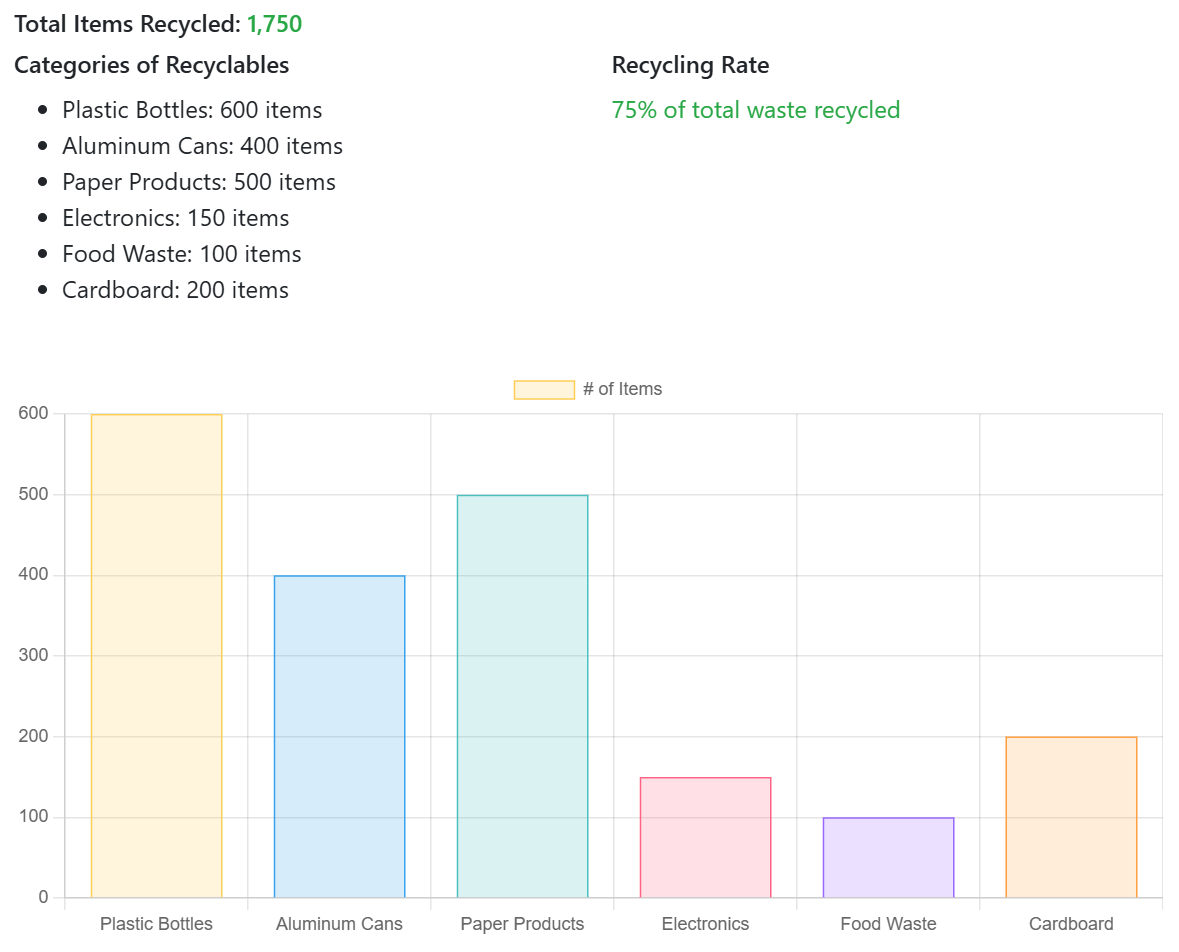 Total Items Recycled: 1,750
Categories of Recyclables
Plastic Bottles: 600 items
Aluminum Cans: 400 items
Paper Products: 500 items
Electronics: 150 items
Food Waste: 100 items
Cardboard: 200 items
Recycling Rate
75% of total waste recycled
# of Items
600
500
400
300
200
100
0
Plastic Bottles
Aluminum Cans
Paper Products
Electronics
Food Waste
Cardboard